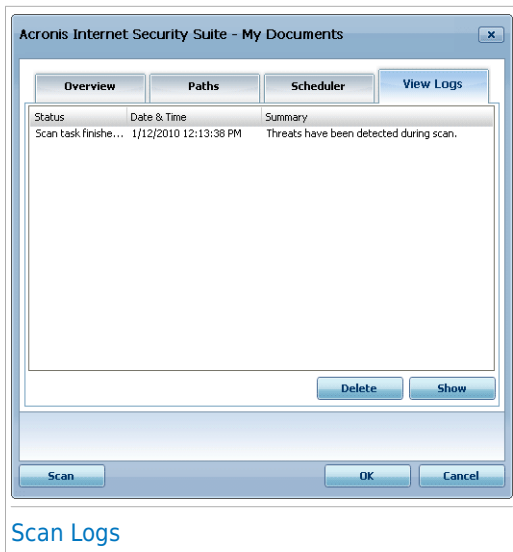 Acronis Internet Security Suite - My Documents
Overview Paths Scheduler View Logs
Status Date & Time Summary
Scan task finishe... 1/12/2010 12:13:38 PM Threats have been detected during scan.
Delete Show
Scan OK Cancel
Scan Logs